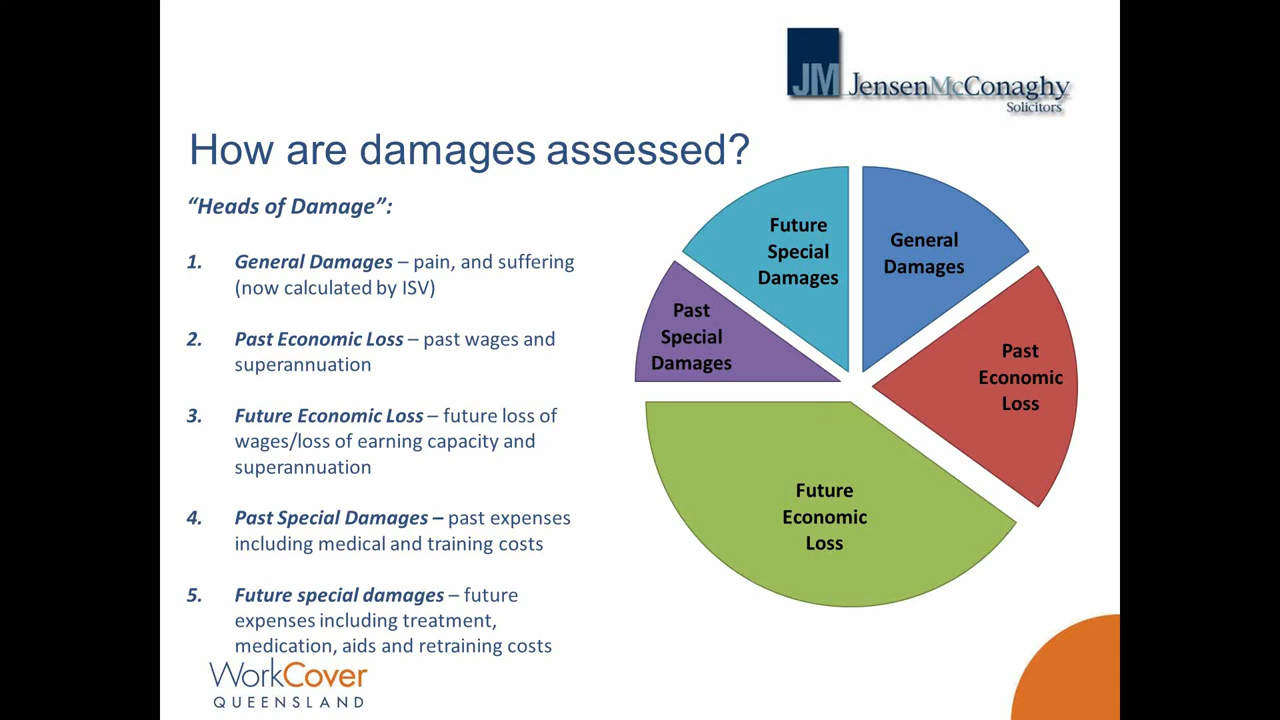 JM JensenMcConaghy
Solicitors
How are damages assessed?
“Heads of Damage”:
1. General Damages – pain, and suffering
(now calculated by ISV)
2. Past Economic Loss – past wages and
superannuation
3. Future Economic Loss – future loss of
wages/loss of earning capacity and
superannuation
4. Past Special Damages – past expenses
including medical and training costs
5. Future special damages – future
expenses including treatment,
medication, aids and retraining costs
Future
Special
Damages
General
Damages
Past
Special
Damages
Past
Economic
Loss
Future
Economic
Loss
WorkCover
QUEENSLAND